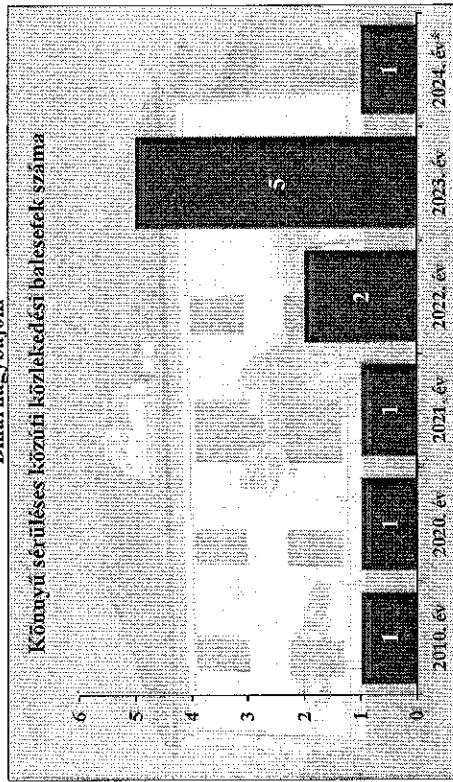 Biharnagybajom
Könnyű sérüléses közúti közlekedési balesetek száma
6
5
4
3
2
1
0
1
1
1
2
5
1
2010. év
2020. év
2021. év
2022. év
2023. év
2024. év*